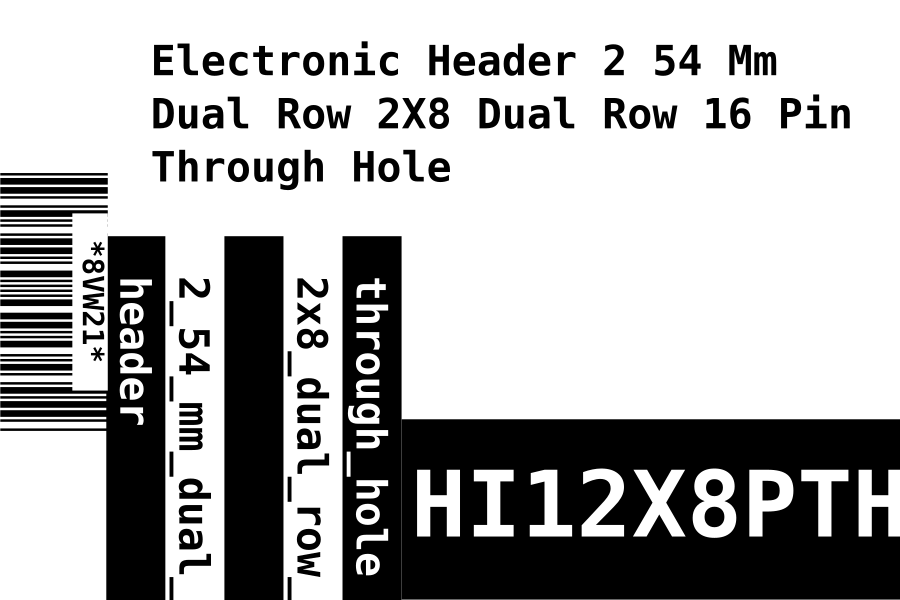 Electronic Header 2 54 Mm
Dual Row 2X8 Dual Row 16 Pin
Through Hole
*8VW21*
header
2_54_mm_dual_
2x8_dual_row_
through_hole
HI12X8PTH